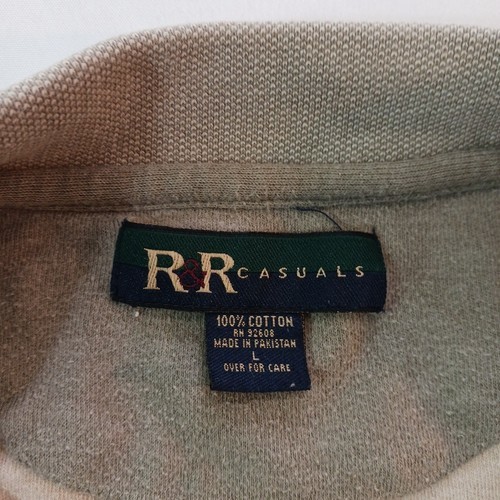 R&R CASUALS
100% COTTON
RN 92608
MADE IN PAKISTAN
L
OVER FOR CARE